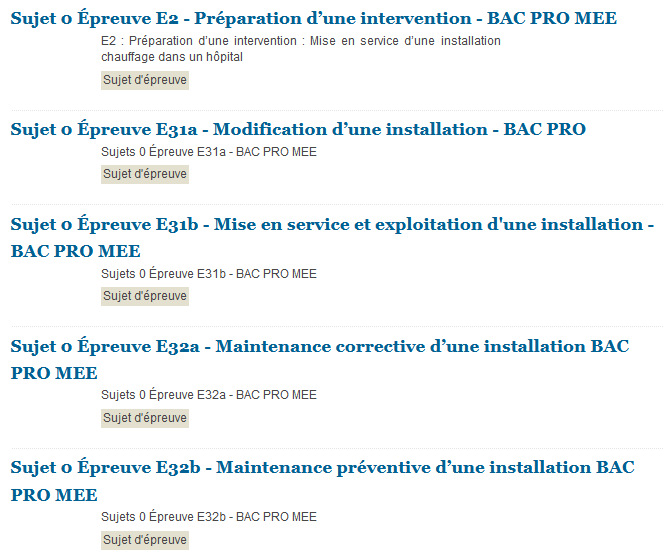 Sujet 0 Épreuve E2 - Préparation d’une intervention - BAC PRO MEE
E2 : Préparation d’une intervention : Mise en service d’une installation
chauffage dans un hôpital
Sujet d'épreuve
Sujet 0 Épreuve E31a - Modification d’une installation - BAC PRO
Sujets 0 Épreuve E31a - BAC PRO MEE
Sujet d'épreuve
Sujet 0 Épreuve E31b - Mise en service et exploitation d'une installation -
BAC PRO MEE
Sujets 0 Épreuve E31b - BAC PRO MEE
Sujet d'épreuve
Sujet 0 Épreuve E32a - Maintenance corrective d’une installation BAC
PRO MEE
Sujets 0 Épreuve E32a - BAC PRO MEE
Sujet d'épreuve
Sujet 0 Épreuve E32b - Maintenance préventive d’une installation BAC
PRO MEE
Sujets 0 Épreuve E32b - BAC PRO MEE
Sujet d'épreuve